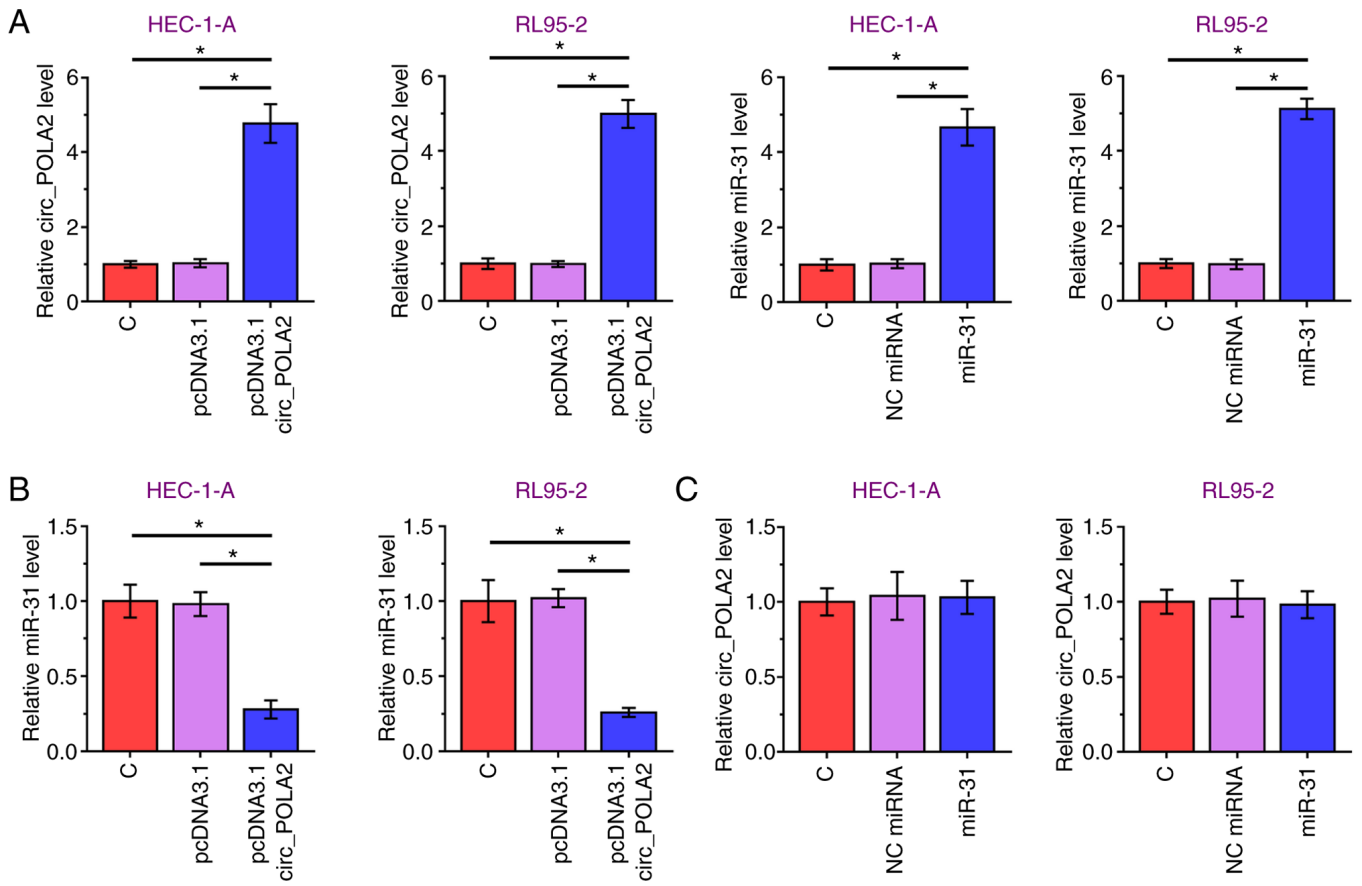 A
HEC-1-A
RL95-2
HEC-1-A
RL95-2
Relative circ_POLA2 level
6
4
2
0
*
*
C
pcDNA3.1
pcDNA3.1
circ_POLA2
Relative circ_POLA2 level
6
4
2
0
*
*
C
pcDNA3.1
pcDNA3.1
circ_POLA2
Relative miR-31 level
6
4
2
0
*
*
C
NC miRNA
miR-31
Relative miR-31 level
6
4
2
0
*
*
C
NC miRNA
miR-31
B
HEC-1-A
RL95-2
Relative miR-31 level
1.5
1.0
0.5
0.0
*
*
C
pcDNA3.1
pcDNA3.1
circ_POLA2
Relative miR-31 level
1.5
1.0
0.5
0.0
*
*
C
pcDNA3.1
pcDNA3.1
circ_POLA2
C
HEC-1-A
RL95-2
Relative circ_POLA2 level
1.5
1.0
0.5
0.0
C
NC miRNA
miR-31
Relative circ_POLA2 level
1.5
1.0
0.5
0.0
C
NC miRNA
miR-31